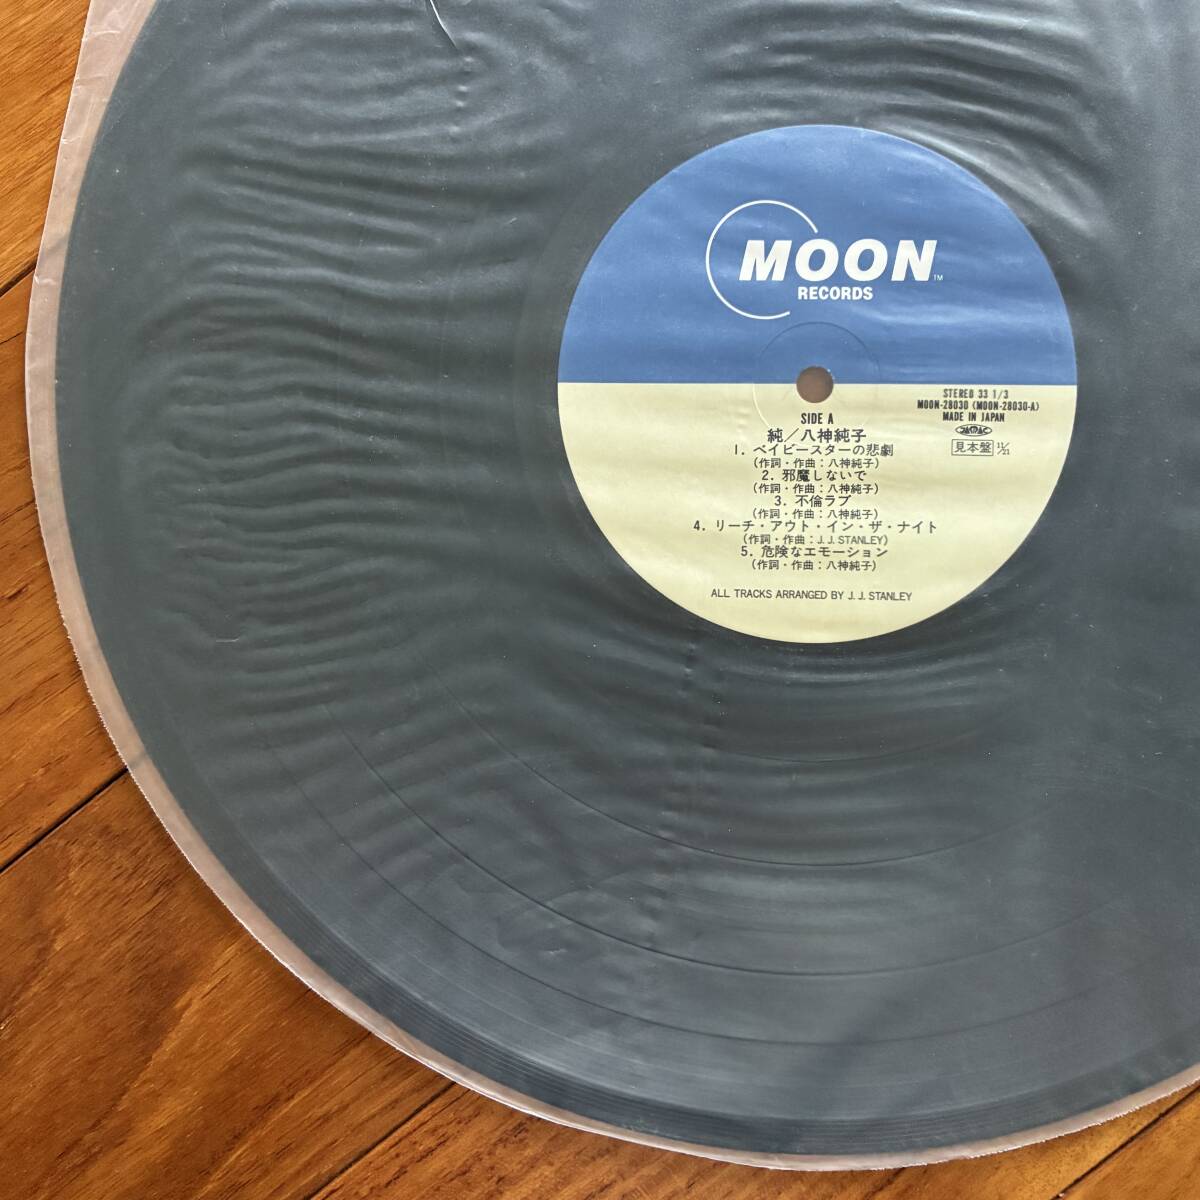 MOON™
RECORDS
STEREO 33 1/3
MOON-28030 (MOON-28030-A)
MADE IN JAPAN
SIDE A
見本盤 11/21
純／八神純子
1. ベイビースターの悲劇
(作詞・作曲：八神純子)
2. 邪魔しないで
(作詞・作曲：八神純子)
3. 不倫ラブ
(作詞・作曲：八神純子)
4. リーチ・アウト・イン・ザ・ナイト
(作詞・作曲：J. J. STANLEY)
5. 危険なエモーション
(作詞・作曲：八神純子)
ALL TRACKS ARRANGED BY J. J. STANLEY